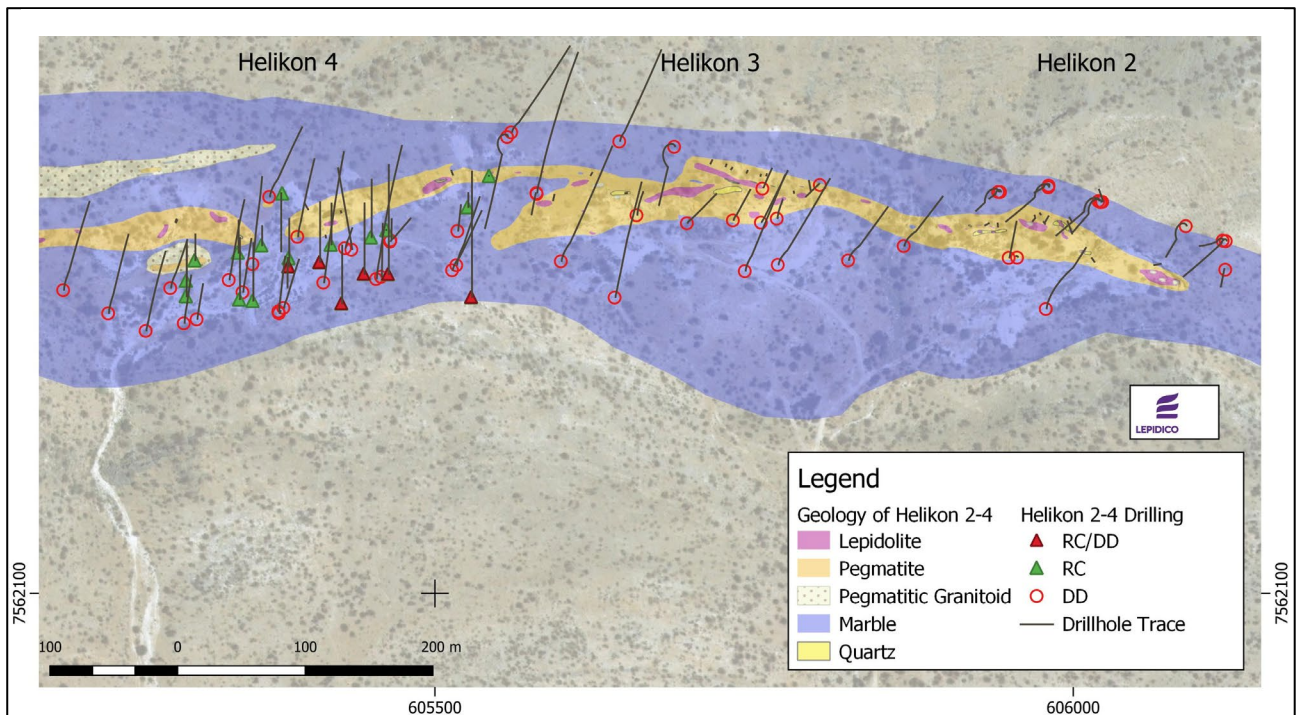 Helikon 4
Helikon 3
Helikon 2
LEPIDICO
Legend
Geology of Helikon 2-4
Lepidolite
Pegmatite
Pegmatitic Granitoid
Marble
Quartz
Helikon 2-4 Drilling
RC/DD
RC
DD
Drillhole Trace
7562100
7562100
100 0 100 200 m
605500
606000